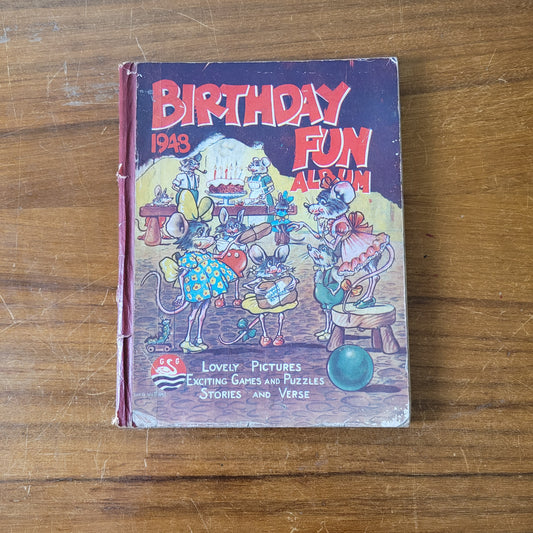 BIRTHDAY
1948 FUN
ALBUM
G G
LOVELY PICTURES
EXCITING GAMES AND PUZZLES
STORIES AND VERSE